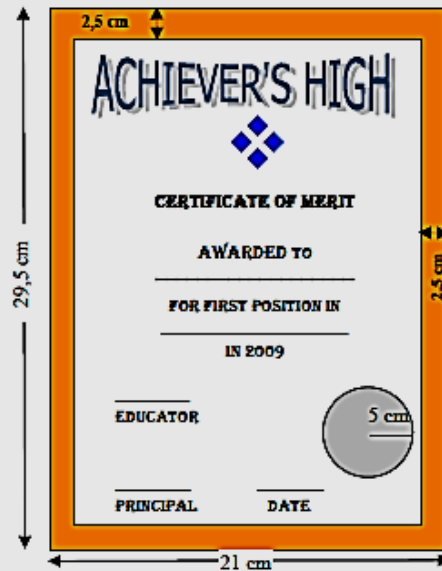 2,5 cm
ACHIEVER'S HIGH
CERTIFICATE OF MERIT
AWARDED TO
2,5 cm
29,5 cm
FOR FIRST POSITION IN
IN 2009
5 cm
EDUCATOR
PRINCIPAL DATE
21 cm